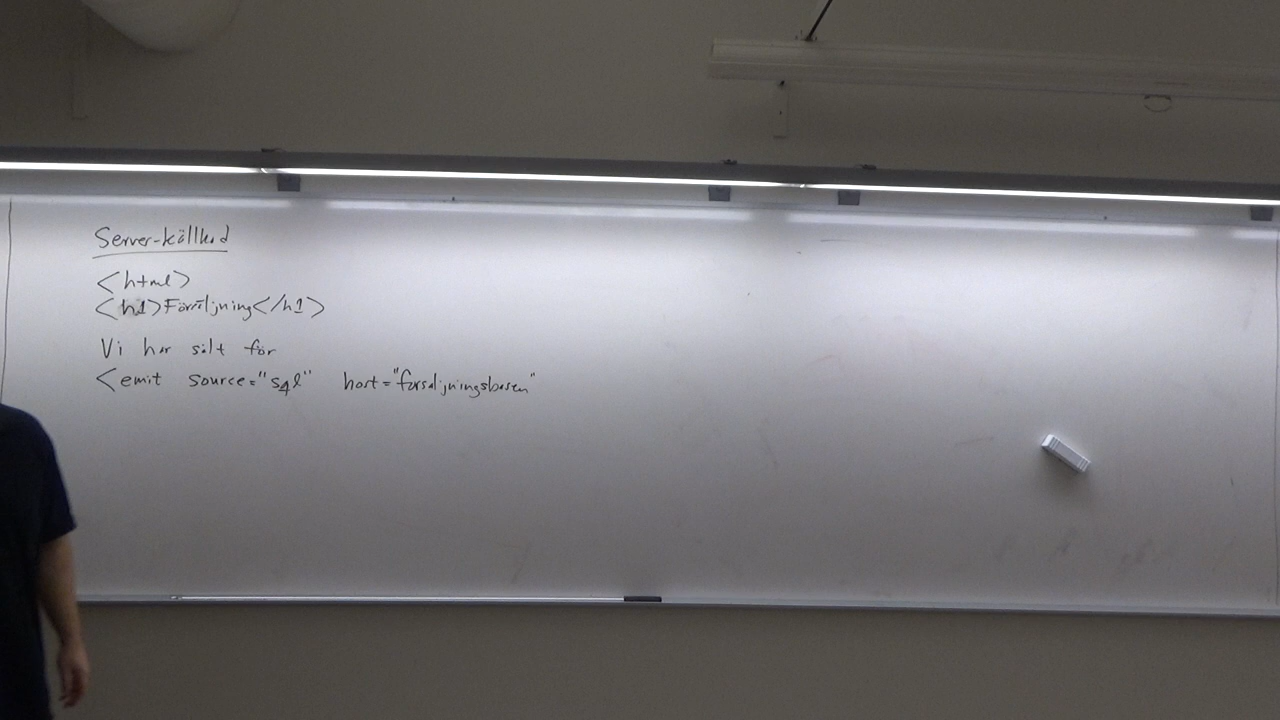 Server-källkod
<html>
<h1>Försäljning</h1>
Vi har sålt för
<emit source="sql" host="forsaljningsbasen"